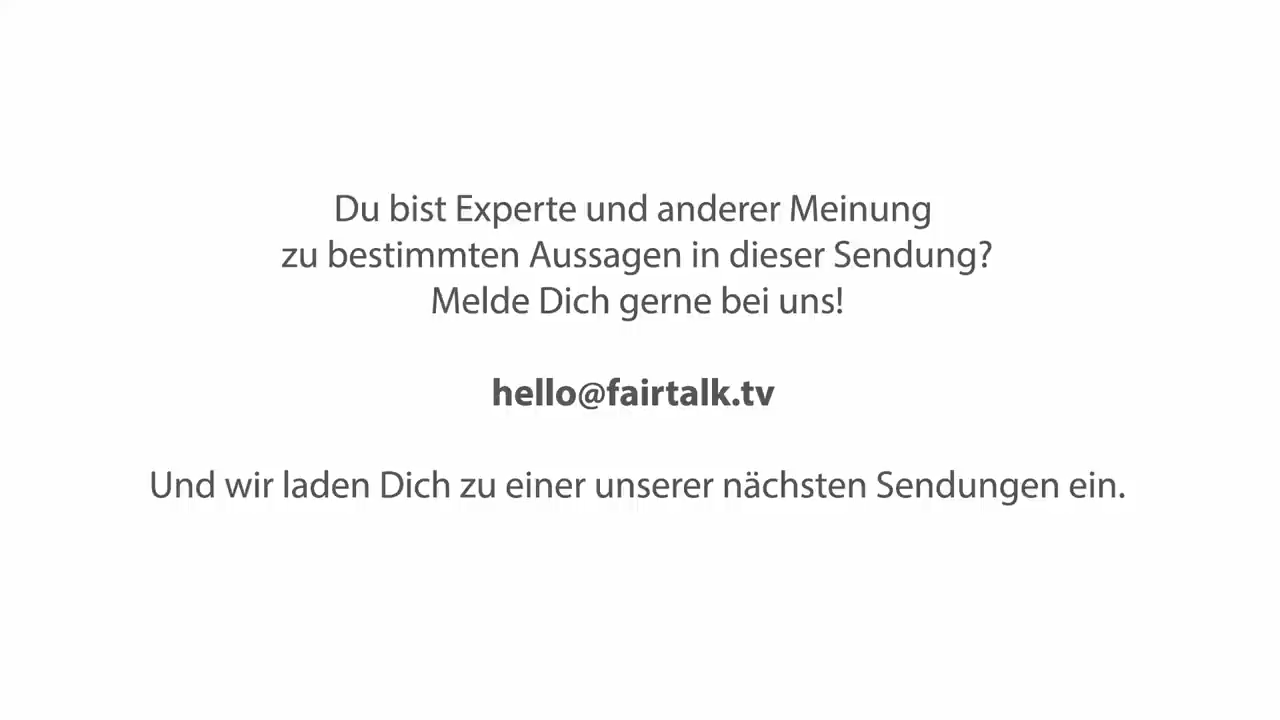 Du bist Experte und anderer Meinung
zu bestimmten Aussagen in dieser Sendung?
Melde Dich gerne bei uns!
hello@fairtalk.tv
Und wir laden Dich zu einer unserer nächsten Sendungen ein.